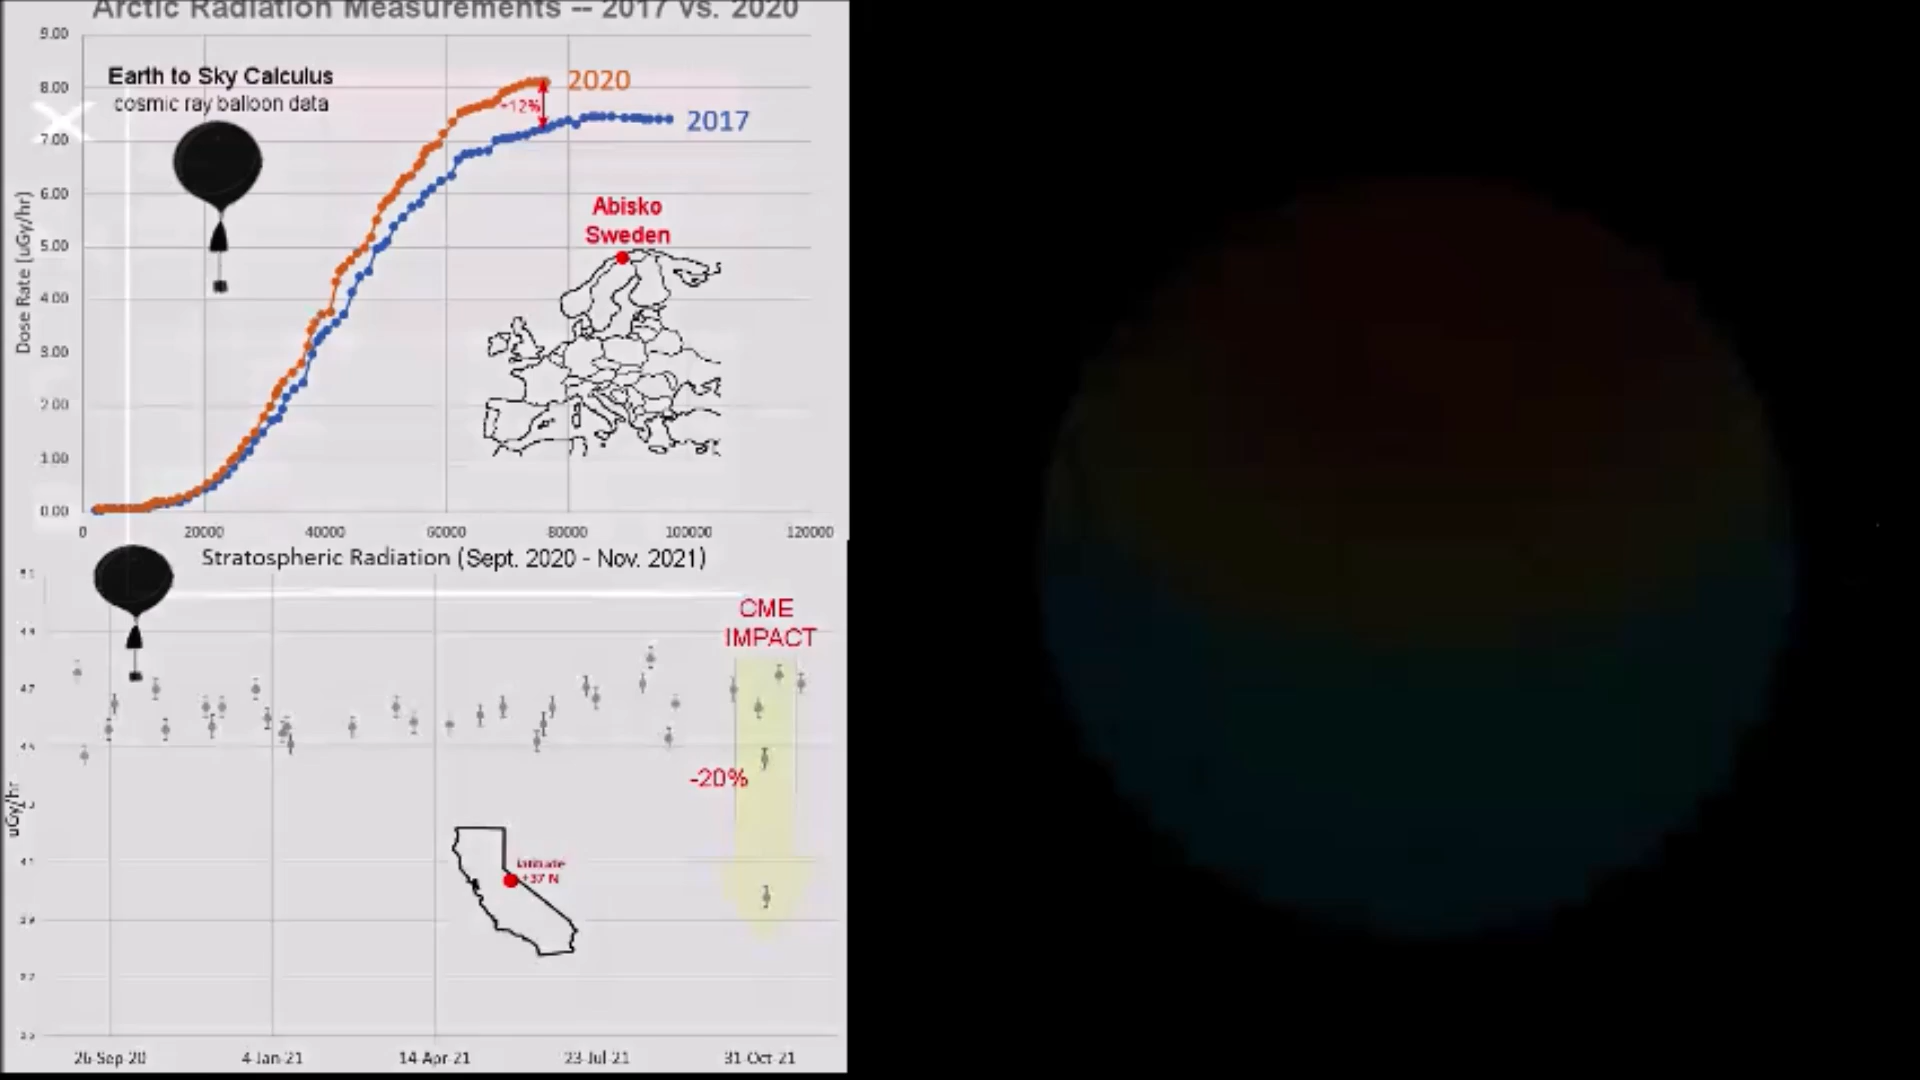 Arctic Radiation Measurements -- 2017 vs. 2020
9.00
Earth to Sky Calculus
cosmic ray balloon data
2020
8.00
+12%
2017
7.00
6.00
Abisko
Sweden
5.00
Dose Rate (uGy/hr)
4.00
3.00
2.00
1.00
0.00
0 20000 40000 60000 80000 100000 120000
Stratospheric Radiation (Sept. 2020 - Nov. 2021)
CME
IMPACT
4.7
-20%
uGy/hr
latitude
+37 N
26-Sep-20 4-Jan-21 14-Apr-21 23-Jul-21 31-Oct-21